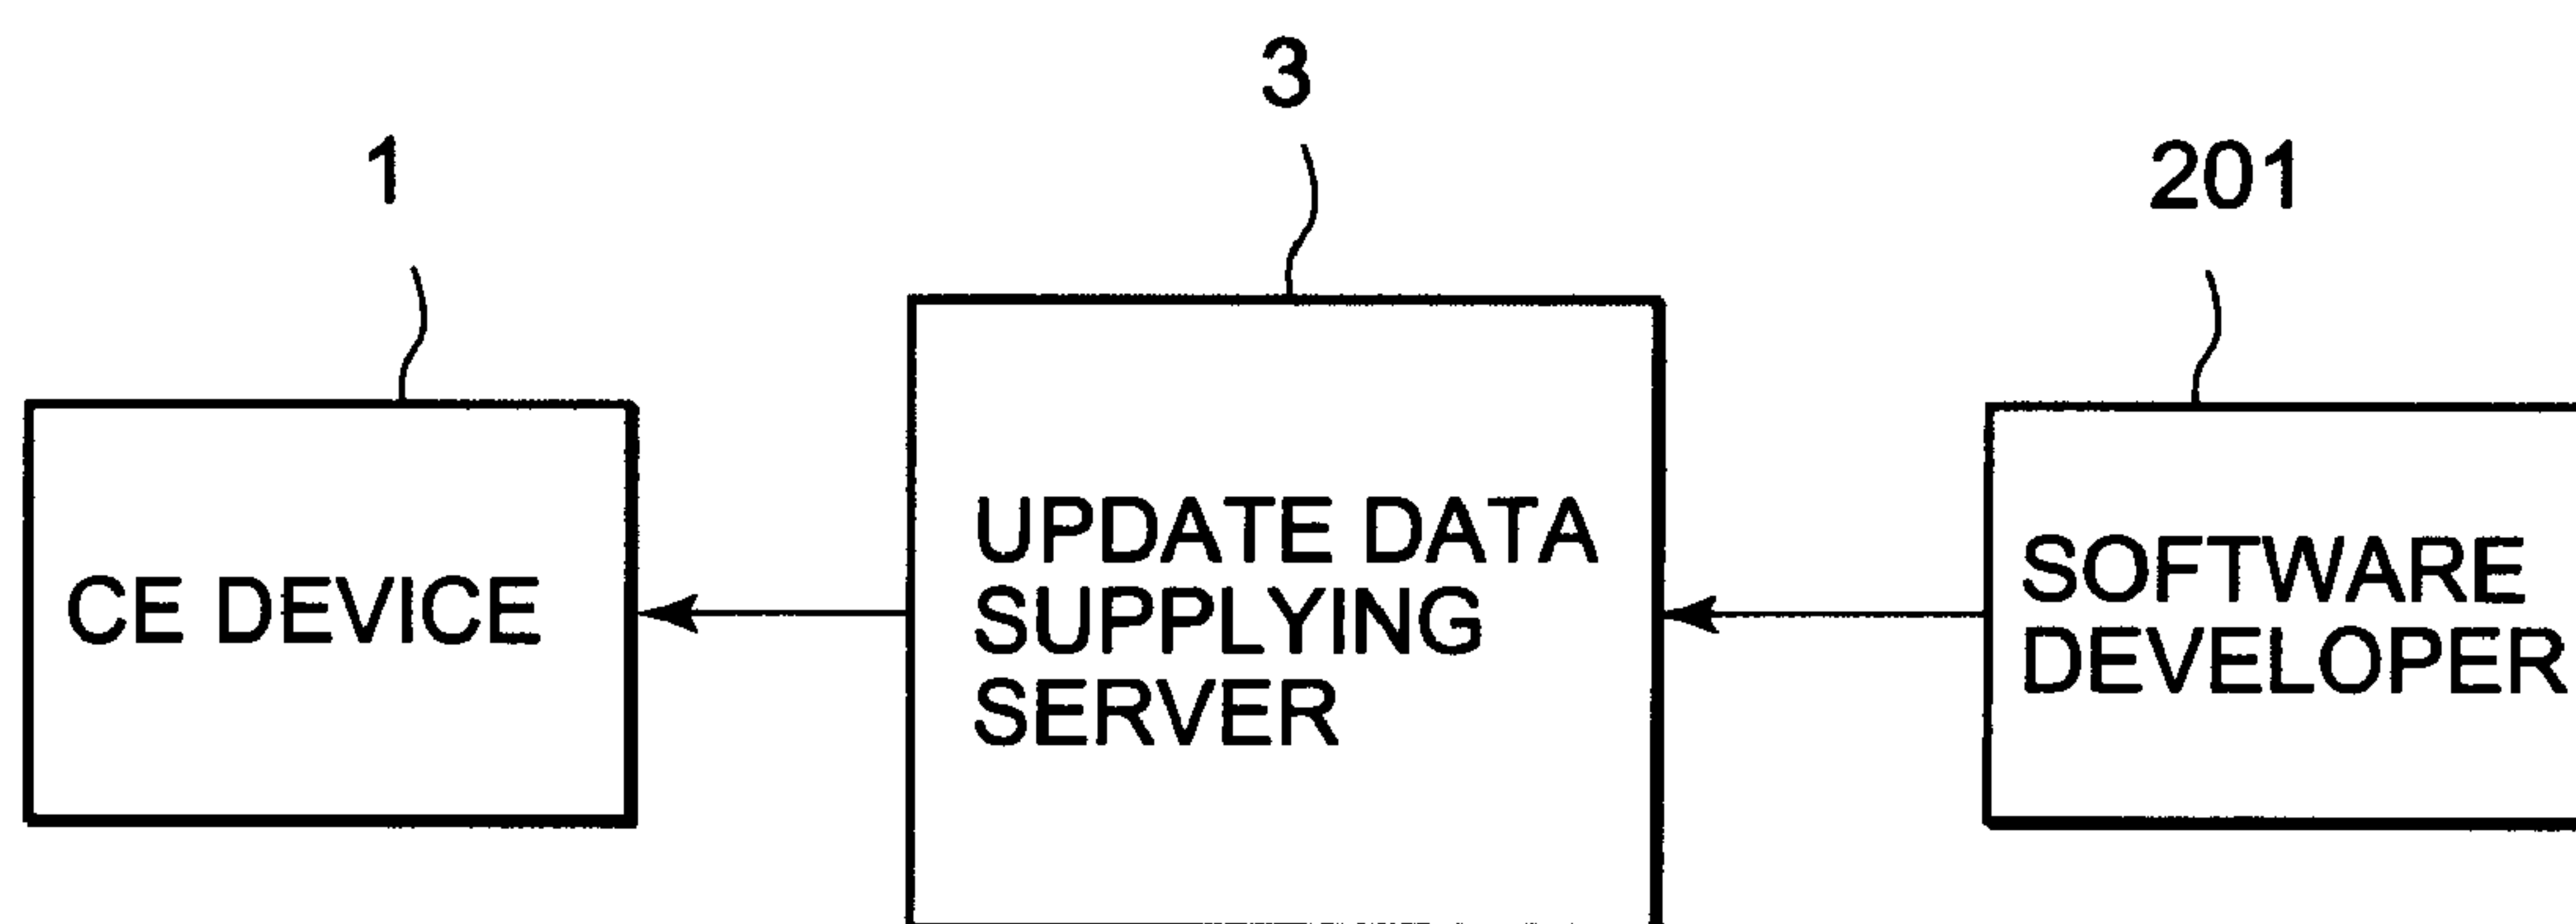 3
1
201
CE DEVICE
UPDATE DATA
SUPPLYING
SERVER
SOFTWARE
DEVELOPER